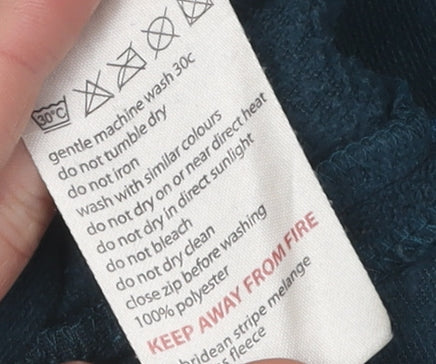 30°C
gentle machine wash 30c
do not tumble dry
do not iron
wash with similar colours
do not dry on or near direct heat
do not dry in direct sunlight
do not bleach
do not dry clean
close zip before washing
100% polyester
KEEP AWAY FROM FIRE
stripe melange
fleece